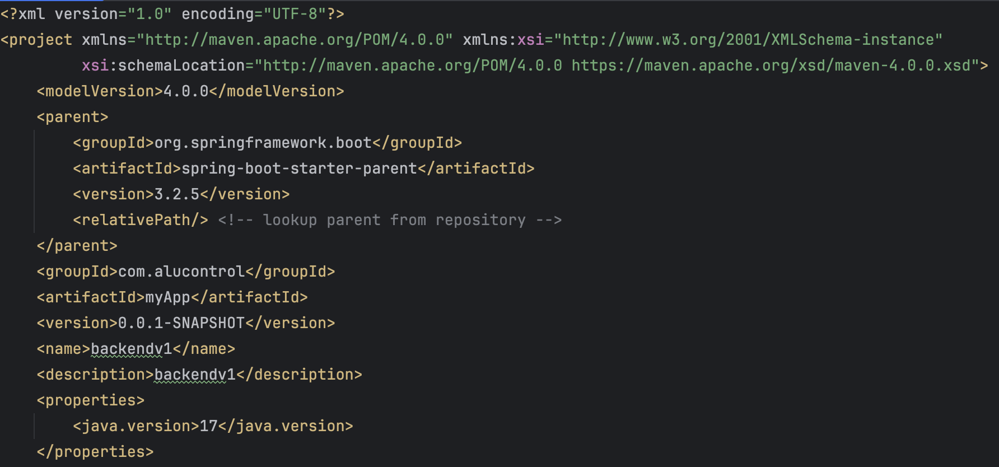 <?xml version="1.0" encoding="UTF-8"?>
<project xmlns="http://maven.apache.org/POM/4.0.0" xmlns:xsi="http://www.w3.org/2001/XMLSchema-instance"
         xsi:schemaLocation="http://maven.apache.org/POM/4.0.0 https://maven.apache.org/xsd/maven-4.0.0.xsd">
    <modelVersion>4.0.0</modelVersion>
    <parent>
        <groupId>org.springframework.boot</groupId>
        <artifactId>spring-boot-starter-parent</artifactId>
        <version>3.2.5</version>
        <relativePath/> <!-- lookup parent from repository -->
    </parent>
    <groupId>com.alucontrol</groupId>
    <artifactId>myApp</artifactId>
    <version>0.0.1-SNAPSHOT</version>
    <name>backendv1</name>
    <description>backendv1</description>
    <properties>
        <java.version>17</java.version>
    </properties>